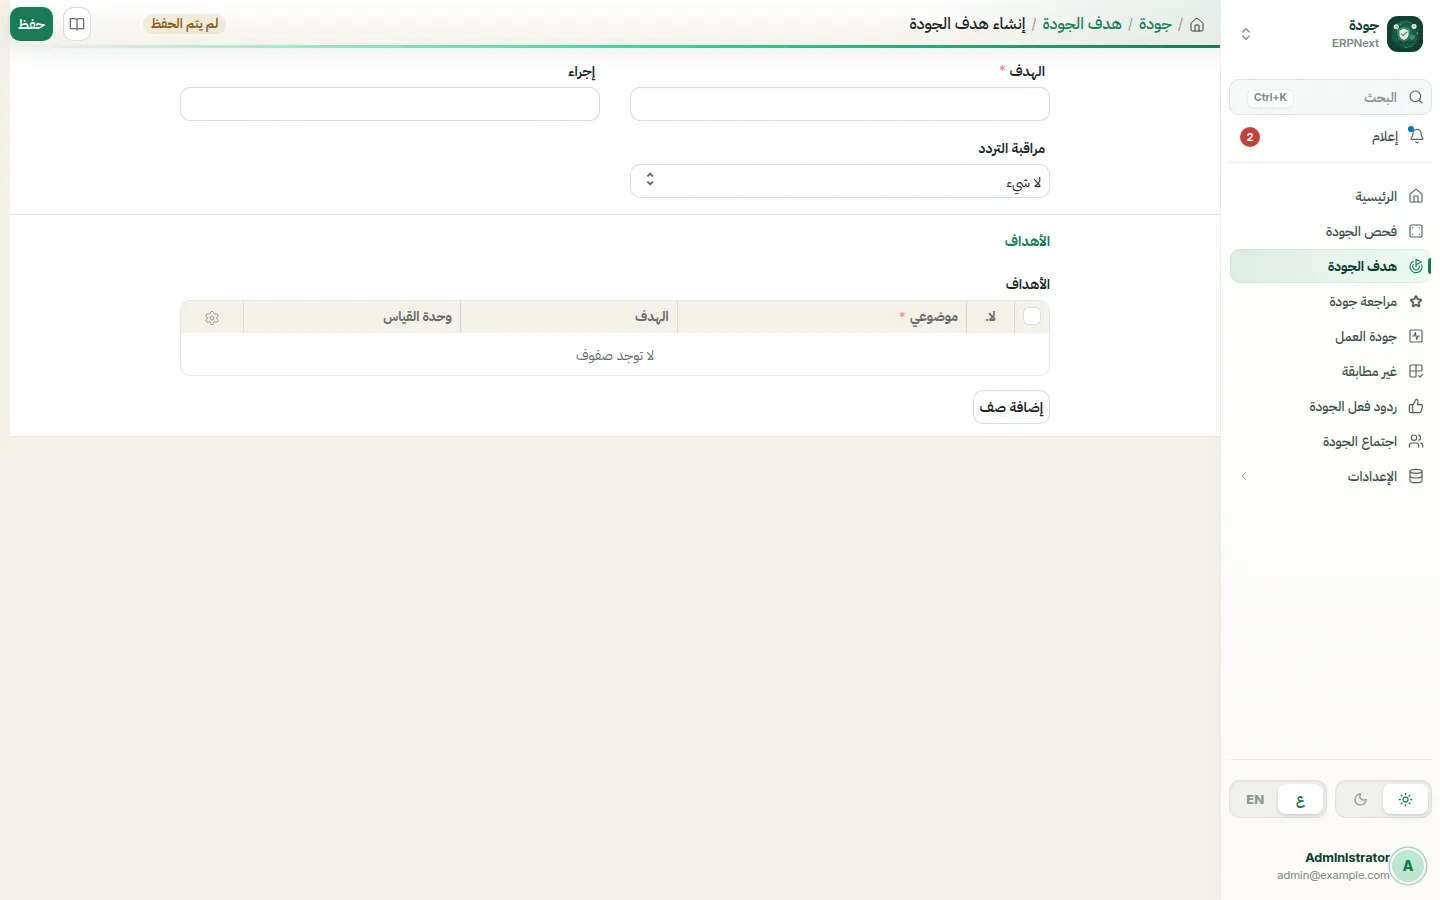 جودة
ERPNext
البحث
Ctrl+K
إعلام
2
الرئيسية
فحص الجودة
هدف الجودة
مراجعة جودة
جودة العمل
غير مطابقة
ردود فعل الجودة
اجتماع الجودة
الإعدادات
ع
EN
Administrator
admin@example.com
A
جودة / هدف الجودة / إنشاء هدف الجودة
لم يتم الحفظ
حفظ
الهدف *
إجراء
مراقبة التردد
لا شيء
الأهداف
الأهداف
لا. موضوعي * الهدف وحدة القياس
لا توجد صفوف
إضافة صف